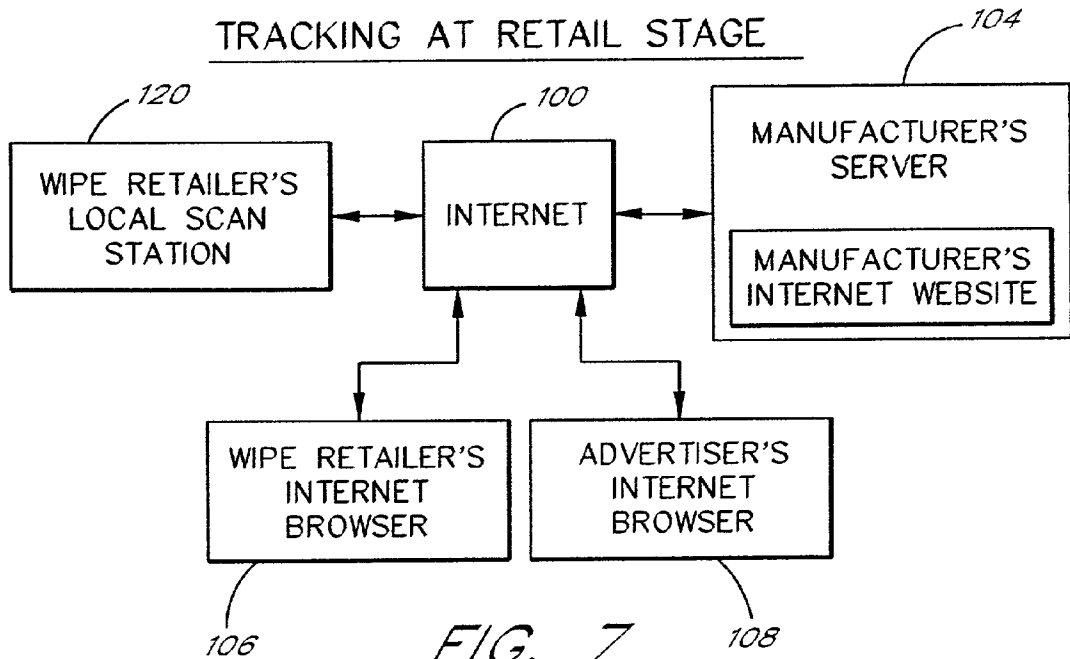 TRACKING AT RETAIL STAGE
104
120
100
WIPE RETAILER'S
LOCAL SCAN
STATION
INTERNET
MANUFACTURER'S
SERVER
MANUFACTURER'S
INTERNET WEBSITE
WIPE RETAILER'S
INTERNET
BROWSER
ADVERTISER'S
INTERNET
BROWSER
106
FIG. 7
108